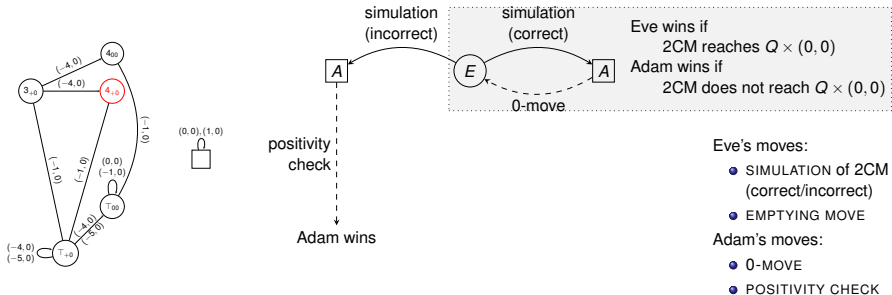 4₀₀
(−4, 0)
3₊₀
(−4, 0)
4₊₀
(−1, 0)
(−1, 0)
(−1, 0)
(0, 0)
(−1, 0)
⊤₀₀
(−4, 0)
(−5, 0)
⊤₊₀
(−4, 0)
(−5, 0)
(0, 0), (1, 0)
simulation
(incorrect)
simulation
(correct)
A
E
A
0-move
positivity
check
Adam wins
Eve wins if
2CM reaches Q × (0, 0)
Adam wins if
2CM does not reach Q × (0, 0)
Eve's moves:
SIMULATION of 2CM
(correct/incorrect)
EMPTYING MOVE
Adam's moves:
0-MOVE
POSITIVITY CHECK